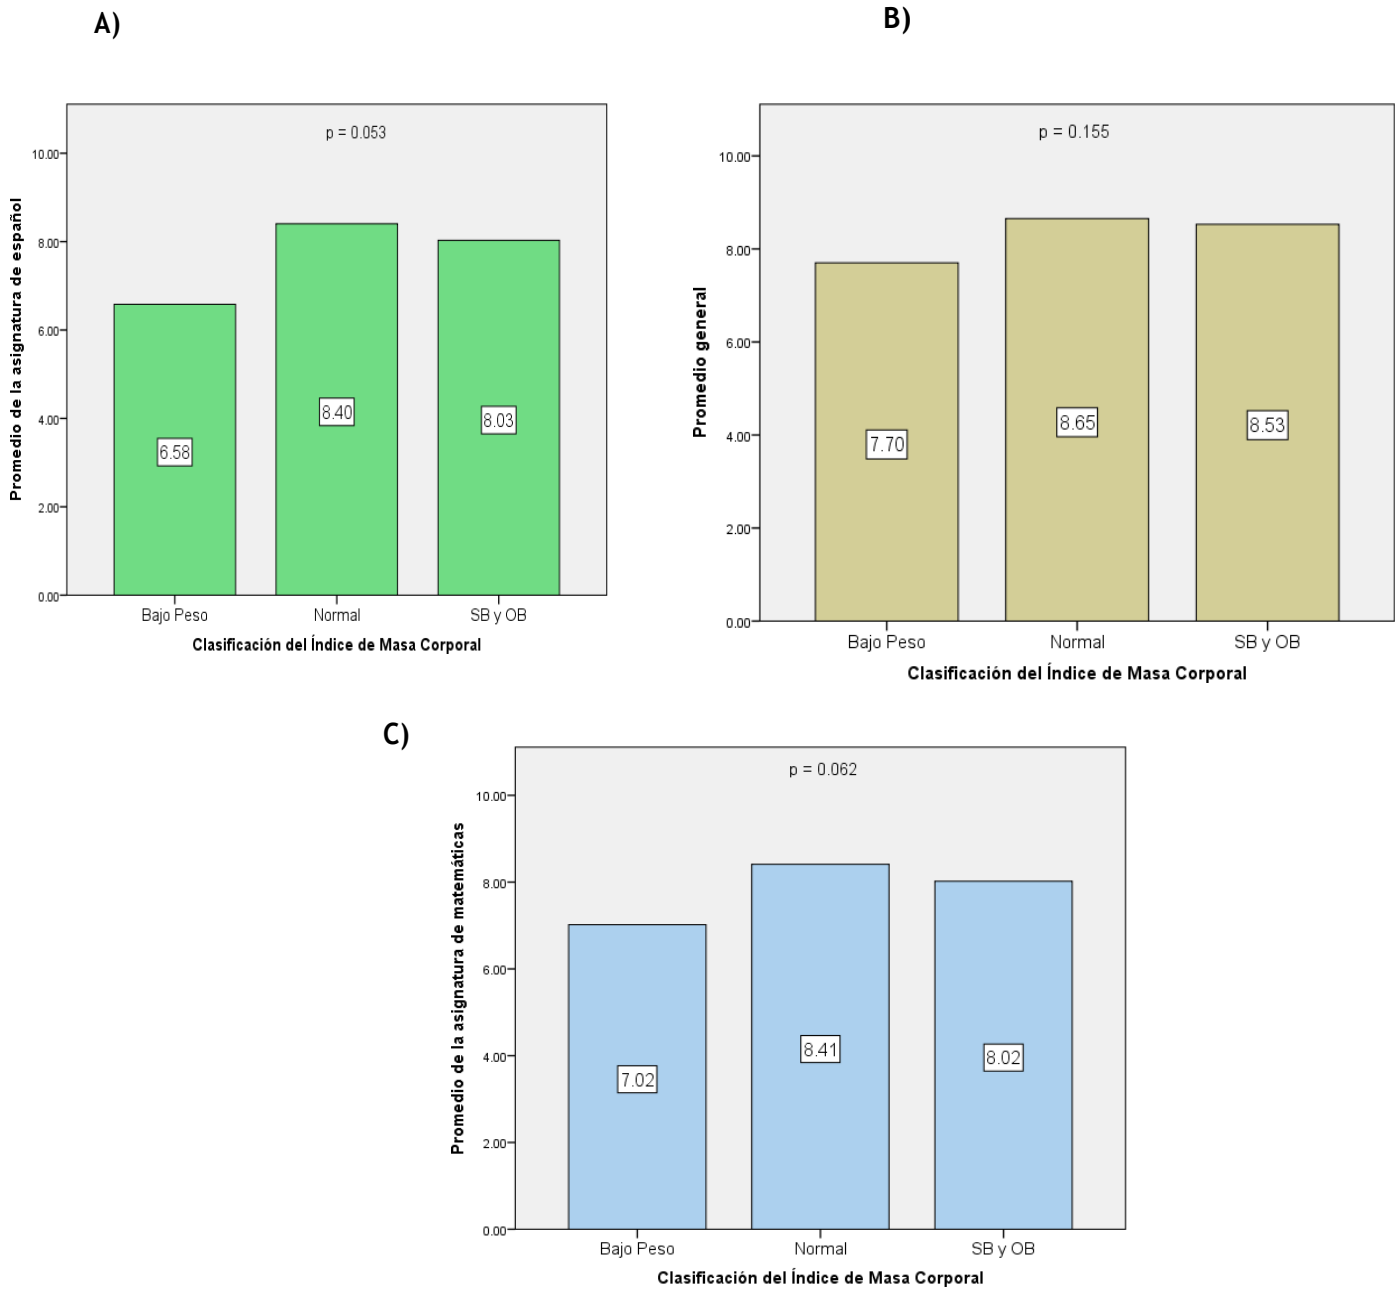 A)
p = 0.053
Promedio de la asignatura de español
10.00
8.00
6.00
4.00
2.00
0.00
6.58
8.40
8.03
Bajo Peso
Normal
SB y OB
Clasificación del Índice de Masa Corporal
B)
p = 0.155
Promedio general
10.00
8.00
6.00
4.00
2.00
0.00
7.70
8.65
8.53
Bajo Peso
Normal
SB y OB
Clasificación del Índice de Masa Corporal
C)
p = 0.062
Promedio de la asignatura de matemáticas
10.00
8.00
6.00
4.00
2.00
0.00
7.02
8.41
8.02
Bajo Peso
Normal
SB y OB
Clasificación del Índice de Masa Corporal